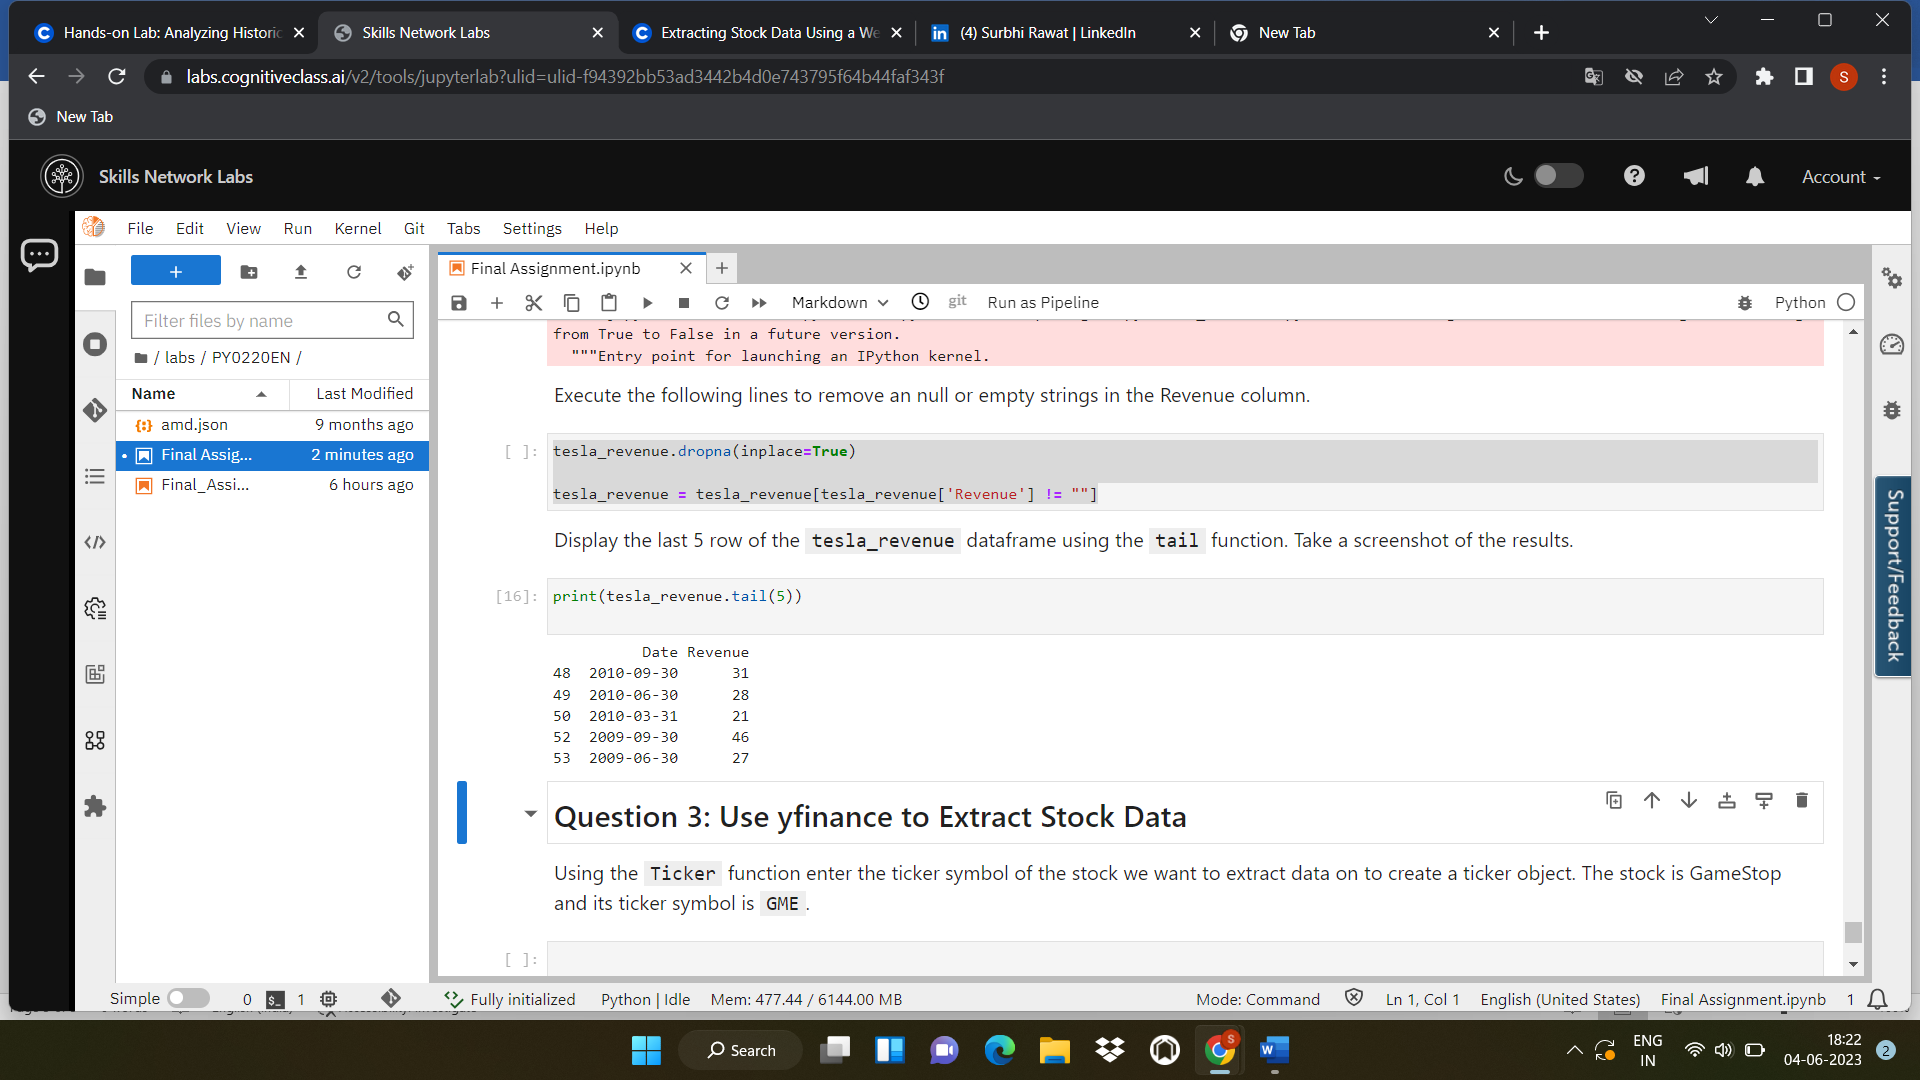 Hands-on Lab: Analyzing Historic
Skills Network Labs
Extracting Stock Data Using a We
(4) Surbhi Rawat | LinkedIn
New Tab
labs.cognitiveclass.ai/v2/tools/jupyterlab?ulid=ulid-f94392bb53ad3442b4d0e743795f64b44faf343f
S
New Tab
Skills Network Labs
Account
File Edit View Run Kernel Git Tabs Settings Help
Final Assignment.ipynb
Filter files by name
Markdown
git
Run as Pipeline
Python
/ labs / PY0220EN /
Name Last Modified
amd.json 9 months ago
Final Assig... 2 minutes ago
Final_Assi... 6 hours ago
from True to False in a future version.
"""Entry point for launching an IPython kernel.
Execute the following lines to remove an null or empty strings in the Revenue column.
[ ]: tesla_revenue.dropna(inplace=True)
tesla_revenue = tesla_revenue[tesla_revenue['Revenue'] != ""]
Display the last 5 row of the tesla_revenue dataframe using the tail function. Take a screenshot of the results.
[16]: print(tesla_revenue.tail(5))
Date Revenue
48 2010-09-30 31
49 2010-06-30 28
50 2010-03-31 21
52 2009-09-30 46
53 2009-06-30 27
Question 3: Use yfinance to Extract Stock Data
Using the Ticker function enter the ticker symbol of the stock we want to extract data on to create a ticker object. The stock is GameStop
and its ticker symbol is GME.
[ ]:
Support/Feedback
Simple 0 $_ 1 Fully initialized Python | Idle Mem: 477.44 / 6144.00 MB Mode: Command Ln 1, Col 1 English (United States) Final Assignment.ipynb 1
Search
S
W
ENG
IN
18:22
04-06-2023
2